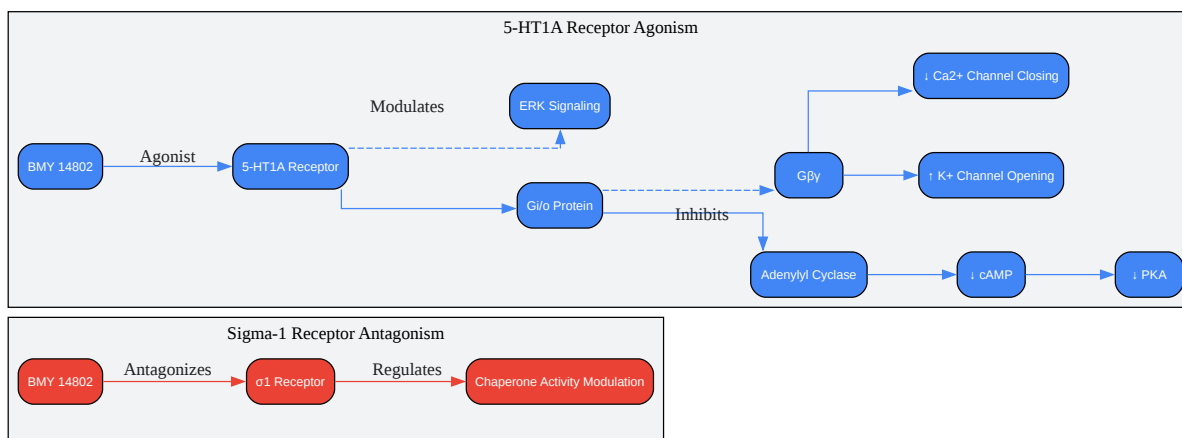 5-HT1A Receptor Agonism
↓ Ca2+ Channel Closing
Modulates
ERK Signaling
BMY 14802
Agonist
5-HT1A Receptor
Gβγ
↑ K+ Channel Opening
Gi/o Protein
Inhibits
Adenylyl Cyclase
↓ cAMP
↓ PKA
Sigma-1 Receptor Antagonism
BMY 14802
Antagonizes
σ1 Receptor
Regulates
Chaperone Activity Modulation